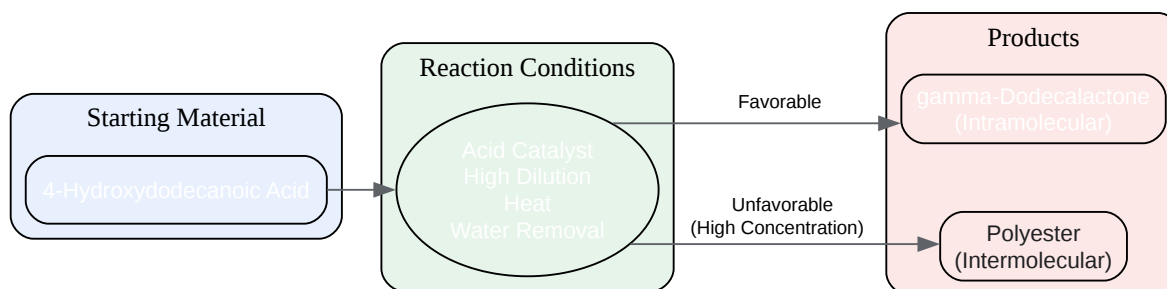 Starting Material
4-Hydroxydodecanoic Acid
Reaction Conditions
Acid Catalyst
High Dilution
Heat
Water Removal
Favorable
Unfavorable
(High Concentration)
Products
gamma-Dodecalactone
(Intramolecular)
Polyester
(Intermolecular)